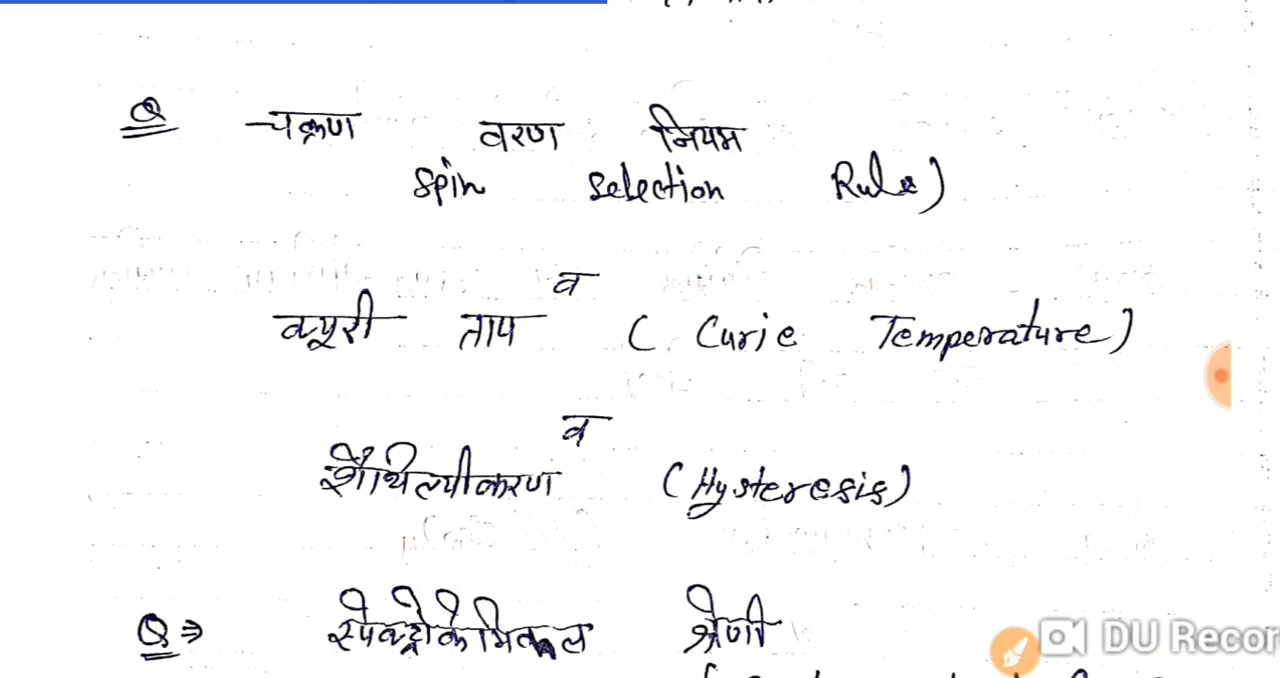 Q चक्रण वरण नियम
Spin Selection Rule)
व
क्यूरी ताप ( Curie Temperature)
व
शैथिल्यीकरण (Hysteresis)
Q ⇒ स्पेक्ट्रोकेमिकल श्रेणी
DU Recor